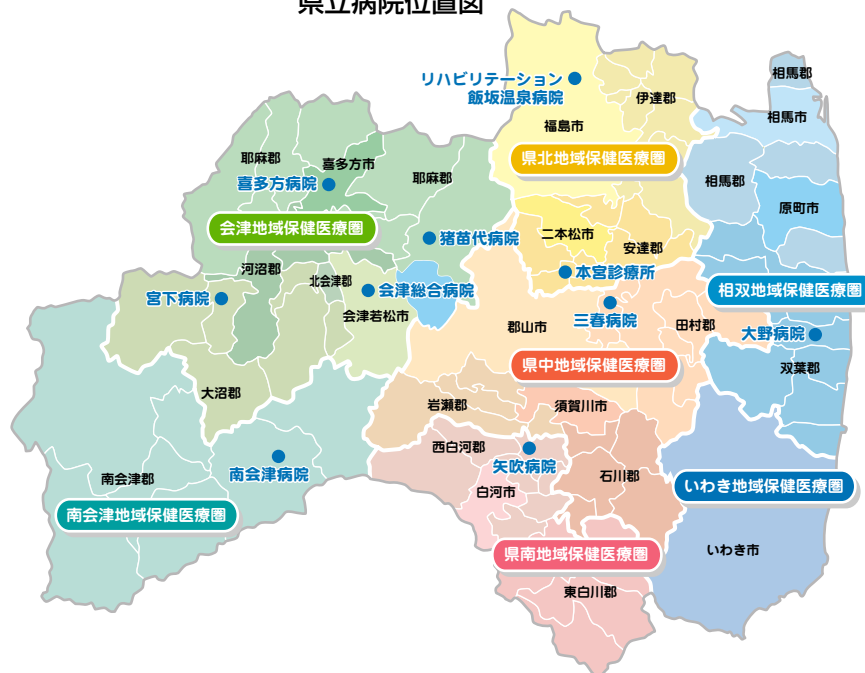 県立病院位置図
相馬郡
リハビリテーション
飯坂温泉病院
伊達郡
相馬市
福島市
耶麻郡
喜多方市
県北地域保健医療圏
耶麻郡
相馬郡
喜多方病院
原町市
会津地域保健医療圏
二本松市
猪苗代病院
安達郡
河沼郡
本宮診療所
北会津郡
会津総合病院
相双地域保健医療圏
宮下病院
会津若松市
三春病院
郡山市
田村郡
大野病院
県中地域保健医療圏
双葉郡
大沼郡
岩瀬郡
須賀川市
西白河郡
矢吹病院
南会津病院
石川郡
南会津郡
いわき地域保健医療圏
白河市
南会津地域保健医療圏
いわき市
県南地域保健医療圏
東白川郡